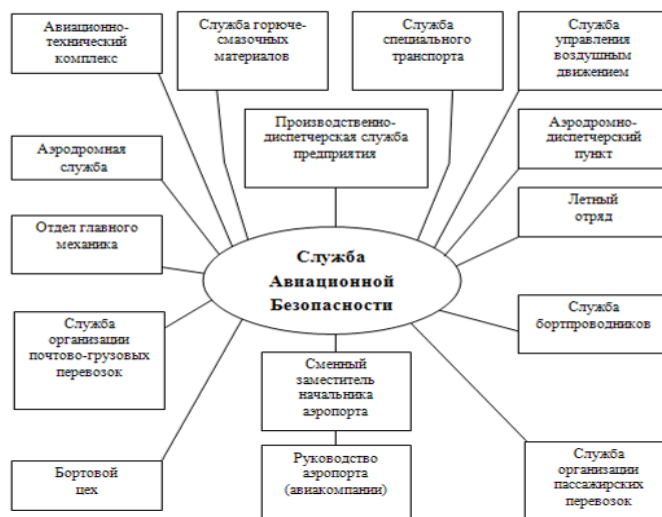 Авиационно-
технический
комплекс
Служба горюче-
смазочных
материалов
Служба
специального
транспорта
Служба
управления
воздушным
движением
Производственно-
диспетчерская служба
предприятия
Аэродромно-
диспетчерский
пункт
Аэродромная
служба
Летный
отряд
Отдел главного
механика
Служба
Авиационной
Безопасности
Служба
бортпроводников
Служба
организации
почтово-грузовых
перевозок
Сменный
заместитель
начальника
аэропорта
Бортовой
цех
Руководство
аэропорта
(авиакомпании)
Служба
организации
пассажирских
перевозок